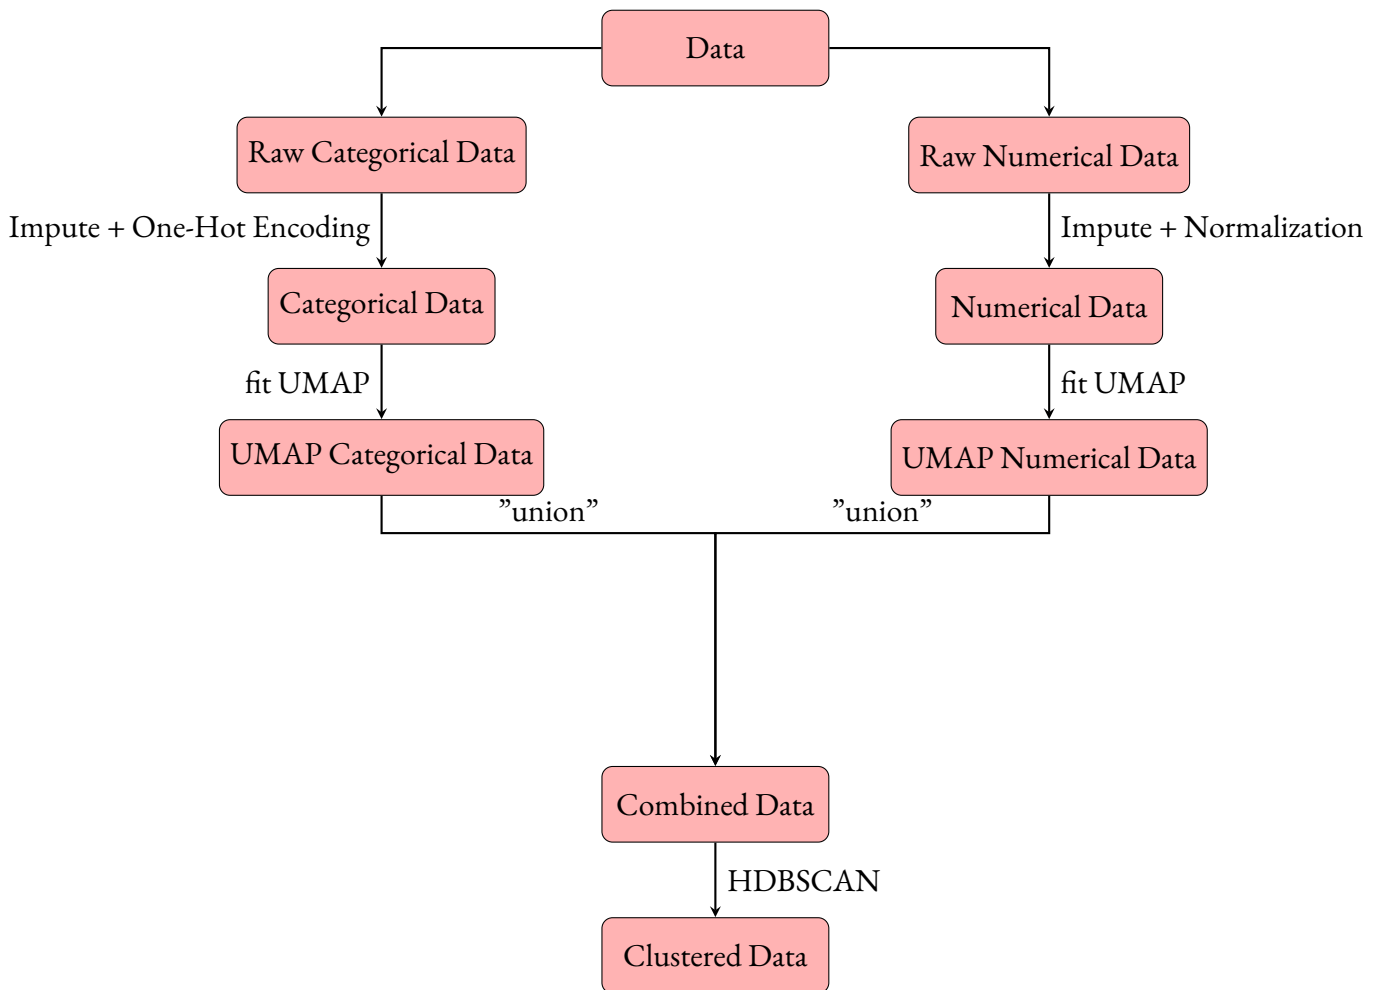 Data
Raw Categorical Data
Raw Numerical Data
Impute + One-Hot Encoding
Impute + Normalization
Categorical Data
Numerical Data
fit UMAP
fit UMAP
UMAP Categorical Data
UMAP Numerical Data
”union”
”union”
Combined Data
HDBSCAN
Clustered Data